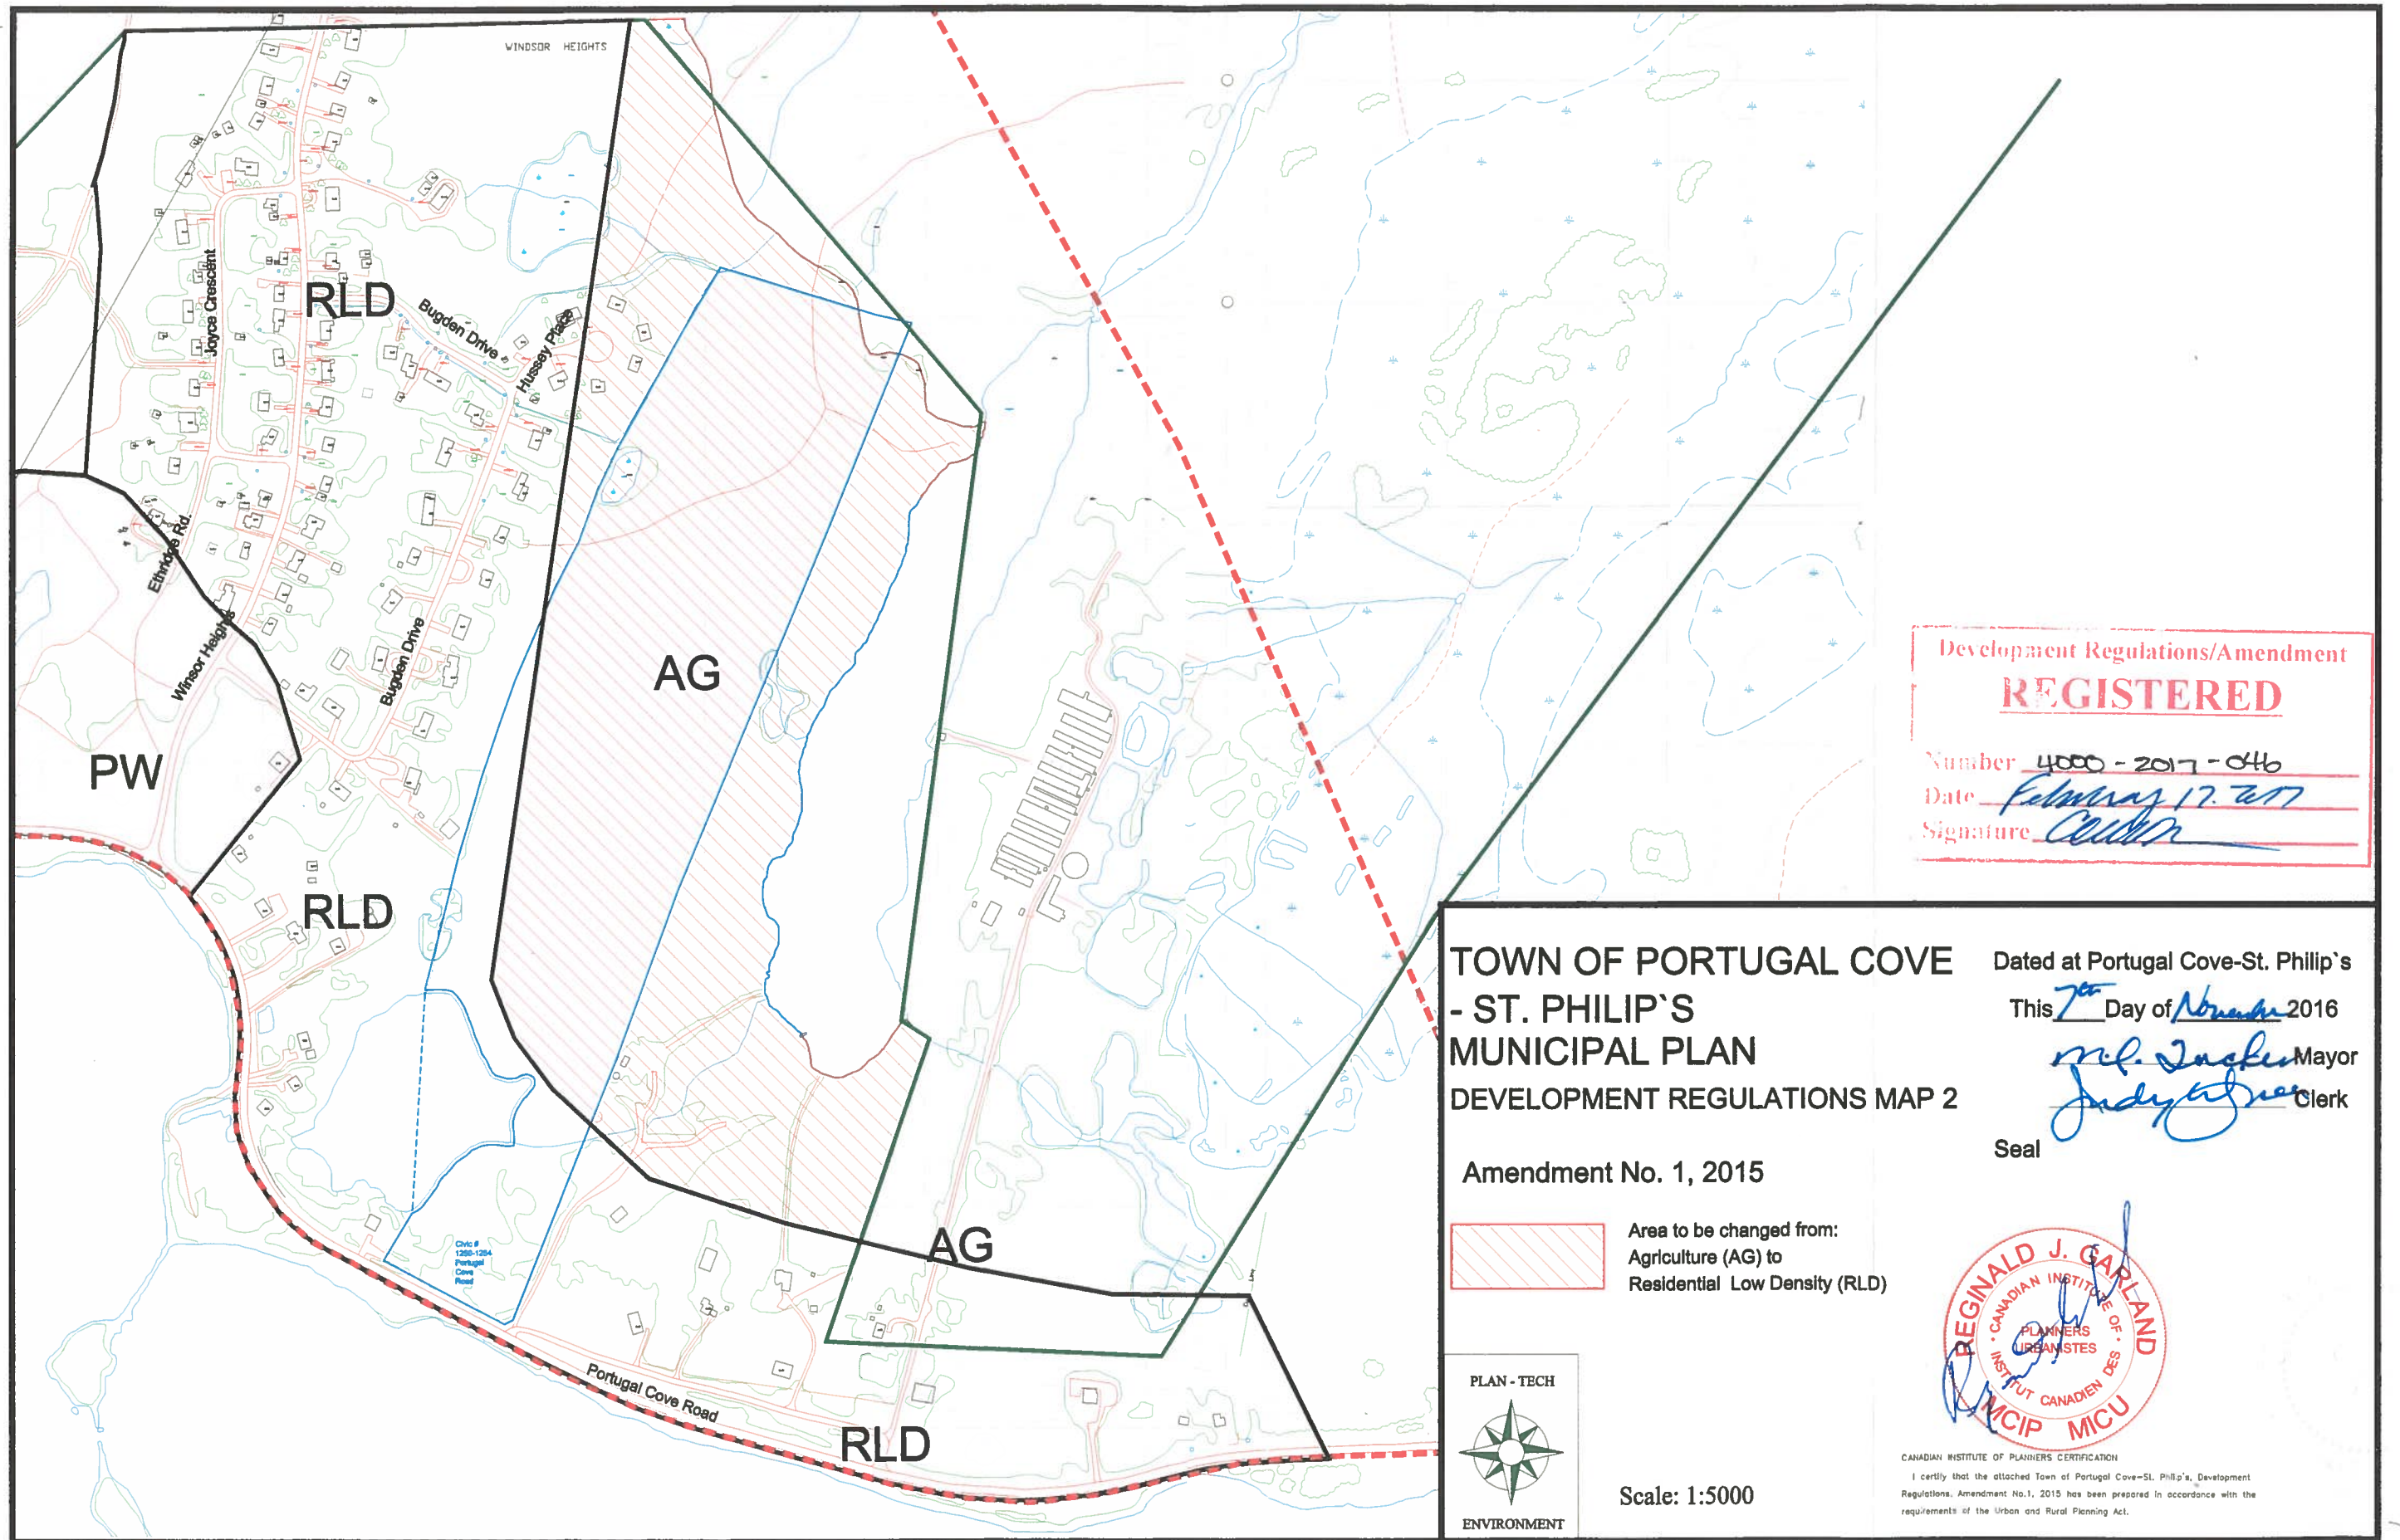 WINDSOR HEIGHTS
Joyce Crescent
RLD
Bugden Drive
Hussey Place
Ethridge Rd.
Winsor Heights
Bugden Drive
AG
PW
RLD
Civic #
1250-1254
Portugal
Cove
Road
AG
Portugal Cove Road
RLD
Development Regulations/Amendment
REGISTERED
Number 4000-2017-046
Date February 17. 2017
Signature
TOWN OF PORTUGAL COVE
- ST. PHILIP`S
MUNICIPAL PLAN
DEVELOPMENT REGULATIONS MAP 2
Amendment No. 1, 2015
Area to be changed from:
Agriculture (AG) to
Residential Low Density (RLD)
PLAN - TECH
ENVIRONMENT
Scale: 1:5000
Dated at Portugal Cove-St. Philip`s
This 7th Day of November 2016
Mayor
Clerk
Seal
REGINALD J. GARLAND
CANADIAN INSTITUTE OF
PLANNERS
URBANISTES
INSTITUT CANADIEN DES
MCIP MICU
CANADIAN INSTITUTE OF PLANNERS CERTIFICATION
I certify that the attached Town of Portugal Cove-St. Philip's, Development
Regulations, Amendment No.1, 2015 has been prepared in accordance with the
requirements of the Urban and Rural Planning Act.